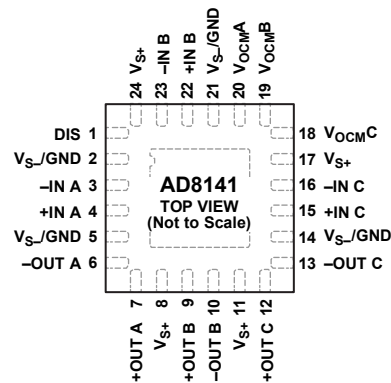 24 VS+
23 –IN B
22 +IN B
21 VS–/GND
20 VOCMA
19 VOCMB
DIS 1
VS–/GND 2
–IN A 3
+IN A 4
VS–/GND 5
–OUT A 6
AD8141
TOP VIEW
(Not to Scale)
18 VOCMC
17 VS+
16 –IN C
15 +IN C
14 VS–/GND
13 –OUT C
+OUT A 7
VS+ 8
+OUT B 9
–OUT B 10
VS+ 11
+OUT C 12